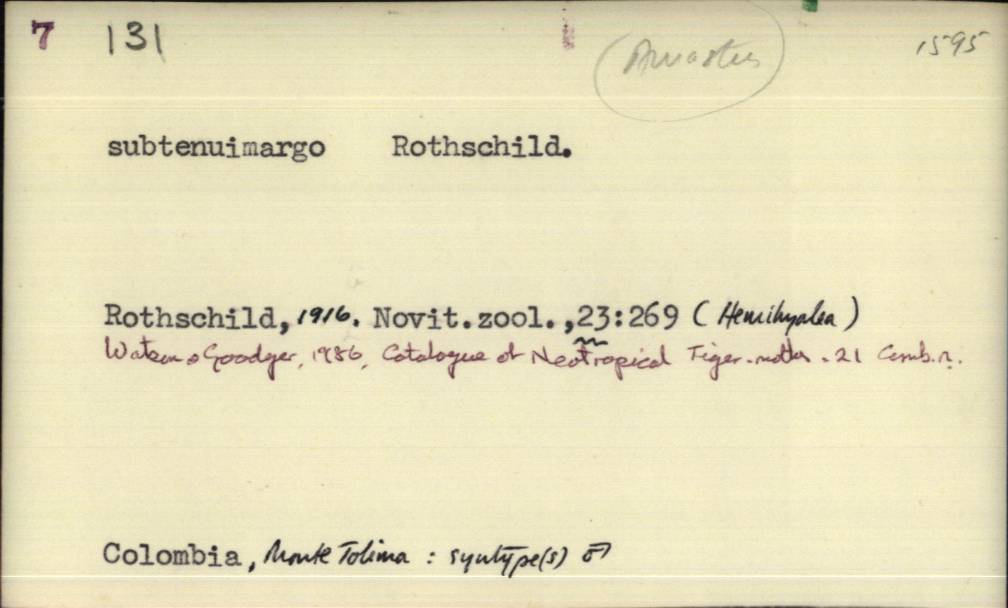 7 131 (Amastus) 1595
subtenuimargo Rothschild.
Rothschild, 1916. Novit.zool.,23:269 (Hemihyalea)
Watson & Goodger, 1986, Catalogue of Neotropical Tiger-moths. 21 Comb.n.
Colombia, Monte Tolima : syntype(s) ♂